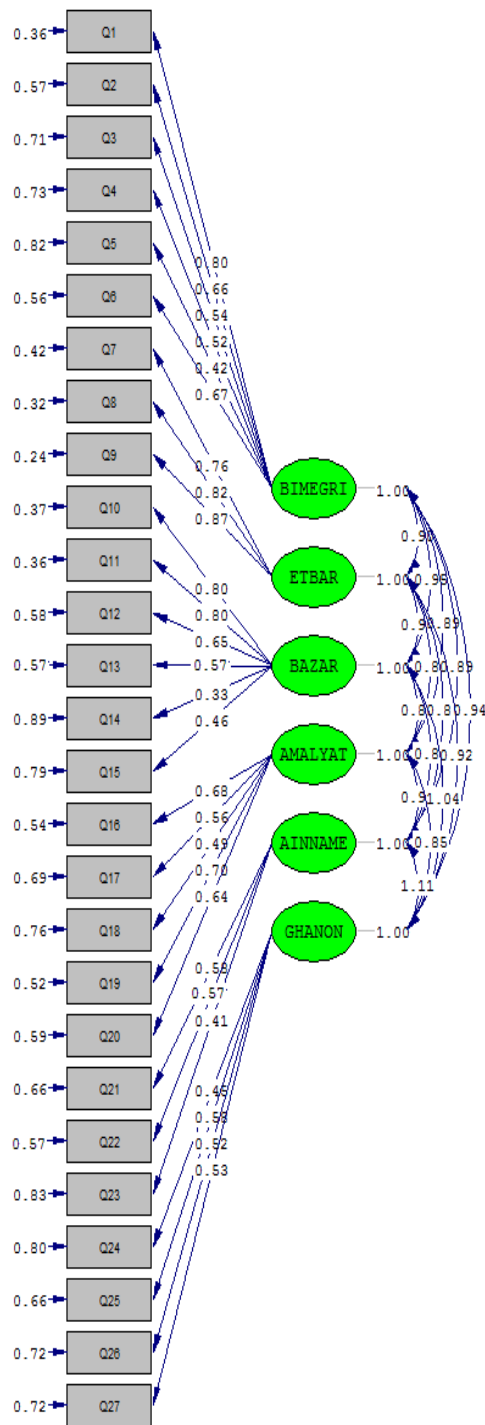 0.36 Q1
0.57 Q2
0.71 Q3
0.73 Q4
0.82 Q5
0.56 Q6
0.42 Q7
0.32 Q8
0.24 Q9
0.37 Q10
0.36 Q11
0.58 Q12
0.57 Q13
0.89 Q14
0.79 Q15
0.54 Q16
0.69 Q17
0.76 Q18
0.52 Q19
0.59 Q20
0.66 Q21
0.57 Q22
0.83 Q23
0.80 Q24
0.66 Q25
0.72 Q26
0.72 Q27
0.80
0.66
0.54
0.52
0.42
0.67
0.76
0.82
0.87
0.80
0.80
0.65
0.57
0.33
0.46
0.68
0.56
0.49
0.70
0.64
0.57
0.41
0.52
0.53
BIMEGRI 1.00
ETBAR 1.00
BAZAR 1.00
AMALYAT 1.00
AINNAME 1.00
GHANON 1.00
0.89
0.94
0.92
1.04
0.85
1.11